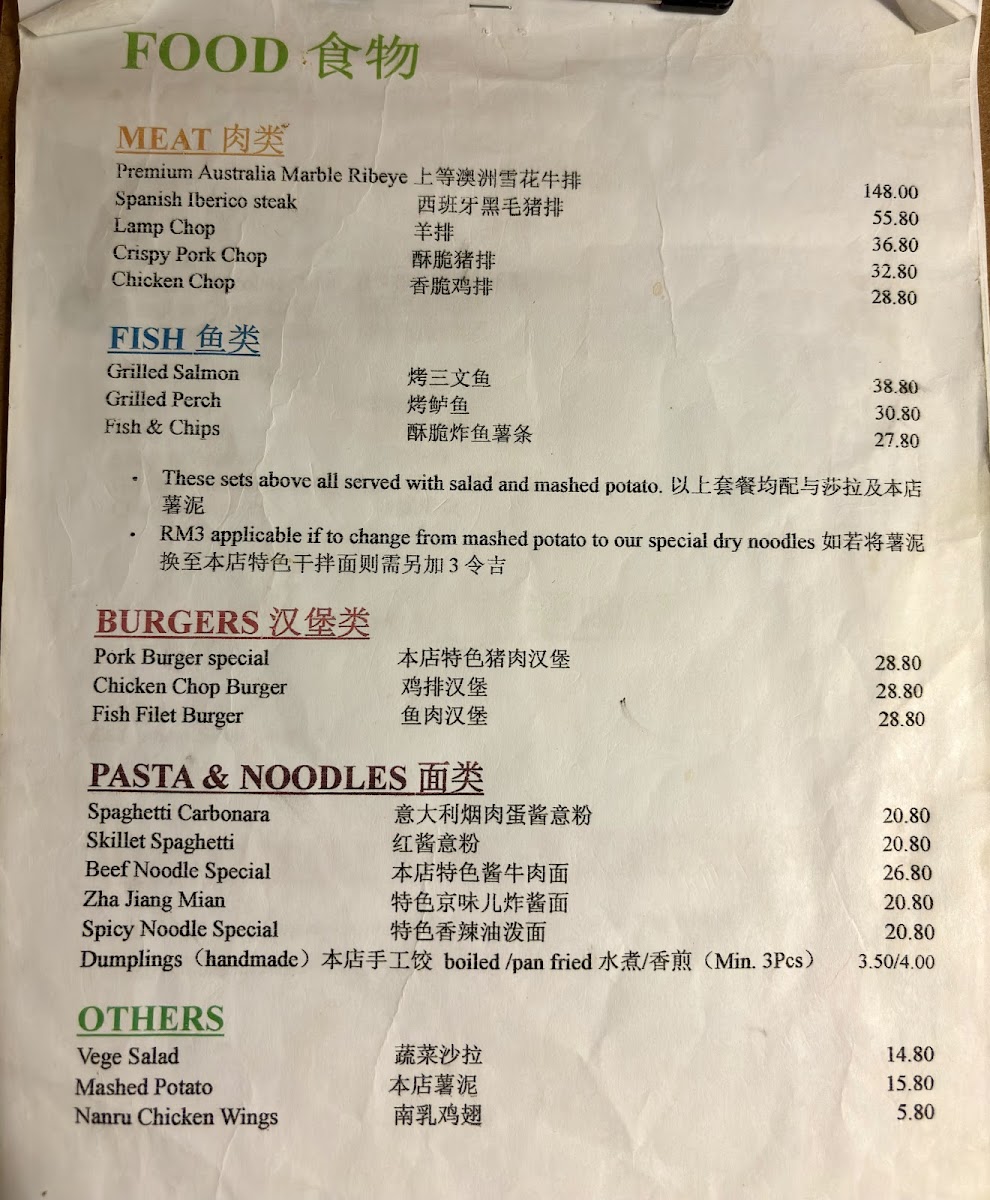 FOOD 食物
MEAT 肉类
Premium Australia Marble Ribeye 上等澳洲雪花牛排 148.00
Spanish Iberico steak 西班牙黑毛猪排 55.80
Lamp Chop 羊排 36.80
Crispy Pork Chop 酥脆猪排 32.80
Chicken Chop 香脆鸡排 28.80
FISH 鱼类
Grilled Salmon 烤三文鱼 38.80
Grilled Perch 烤鲈鱼 30.80
Fish & Chips 酥脆炸鱼薯条 27.80
• These sets above all served with salad and mashed potato. 以上套餐均配与莎拉及本店
薯泥
• RM3 applicable if to change from mashed potato to our special dry noodles 如若将薯泥
换至本店特色干拌面则需另加 3 令吉
BURGERS 汉堡类
Pork Burger special 本店特色猪肉汉堡 28.80
Chicken Chop Burger 鸡排汉堡 28.80
Fish Filet Burger 鱼肉汉堡 28.80
PASTA & NOODLES 面类
Spaghetti Carbonara 意大利烟肉蛋酱意粉 20.80
Skillet Spaghetti 红酱意粉 20.80
Beef Noodle Special 本店特色酱牛肉面 26.80
Zha Jiang Mian 特色京味儿炸酱面 20.80
Spicy Noodle Special 特色香辣油泼面 20.80
Dumplings（handmade）本店手工饺 boiled /pan fried 水煮/香煎（Min. 3Pcs） 3.50/4.00
OTHERS
Vege Salad 蔬菜沙拉 14.80
Mashed Potato 本店薯泥 15.80
Nanru Chicken Wings 南乳鸡翅 5.80